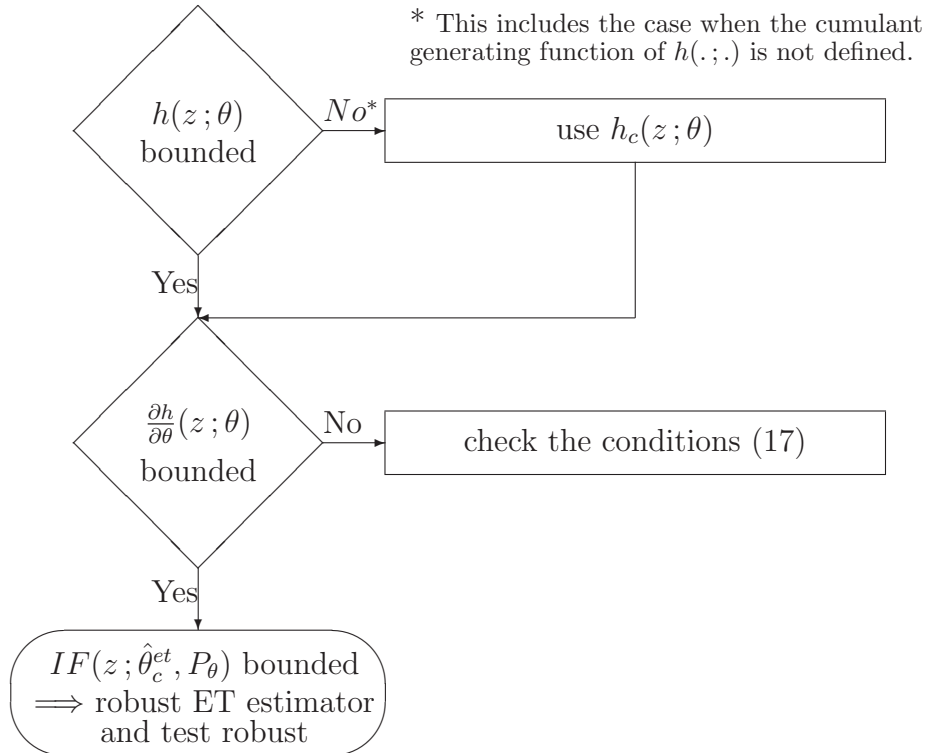 * This includes the case when the cumulant
generating function of h(.;.) is not defined.
h(z;θ)
bounded
No*
use h_c(z;θ)
Yes
∂h/∂θ(z;θ)
bounded
No
check the conditions (17)
Yes
IF(z;θ̂_c^{et}, P_θ) bounded
⟹ robust ET estimator
and test robust